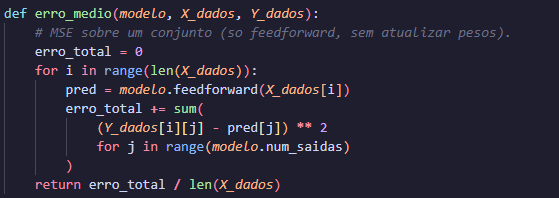 def erro_medio(modelo, X_dados, Y_dados):
    # MSE sobre um conjunto (so feedforward, sem atualizar pesos).
    erro_total = 0
    for i in range(len(X_dados)):
        pred = modelo.feedforward(X_dados[i])
        erro_total += sum(
            (Y_dados[i][j] - pred[j]) ** 2
            for j in range(modelo.num_saidas)
        )
    return erro_total / len(X_dados)